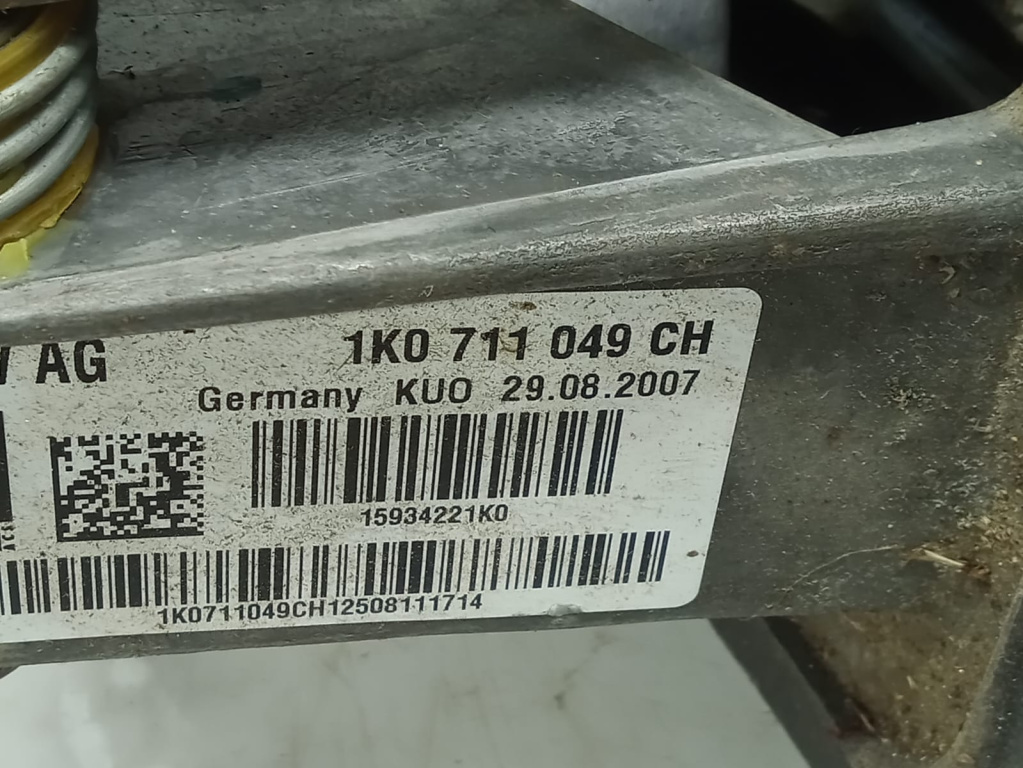 AG
1K0 711 049 CH
Germany KUO 29.08.2007
15934221K0
1K0711049CH12508111714